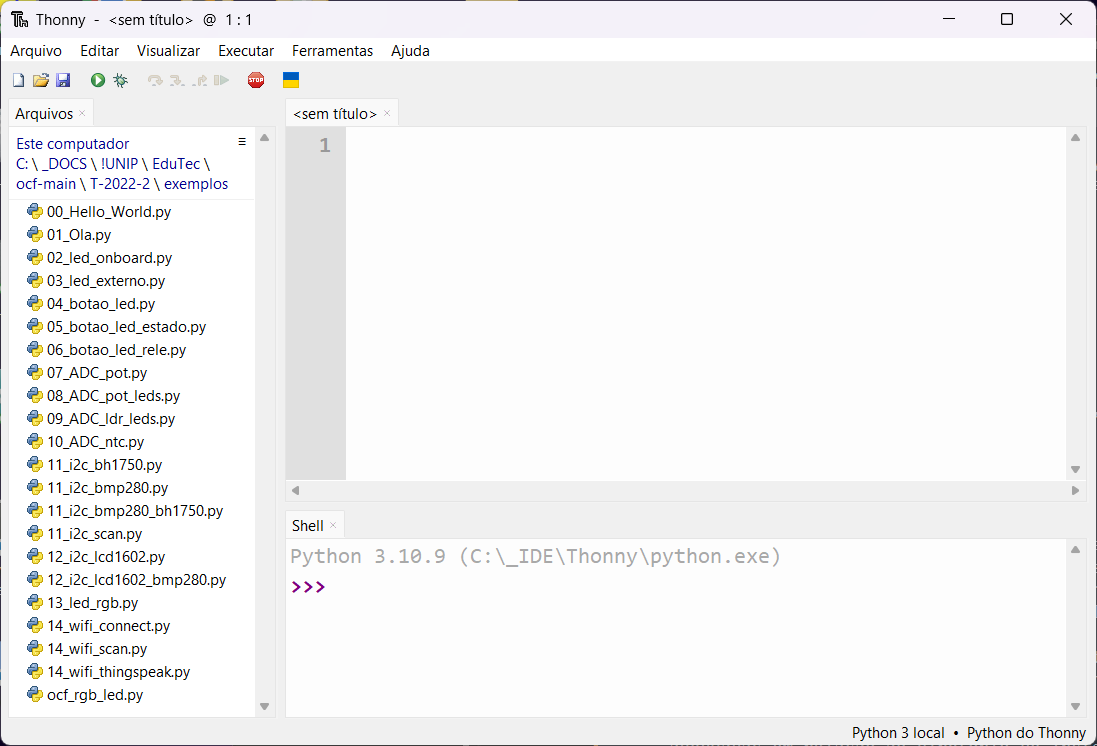 Thonny - <sem título> @ 1 : 1
Arquivo Editar Visualizar Executar Ferramentas Ajuda
STOP
Arquivos ×
Este computador ≡
C: \ _DOCS \ !UNIP \ EduTec \
ocf-main \ T-2022-2 \ exemplos
00_Hello_World.py
01_Ola.py
02_led_onboard.py
03_led_externo.py
04_botao_led.py
05_botao_led_estado.py
06_botao_led_rele.py
07_ADC_pot.py
08_ADC_pot_leds.py
09_ADC_ldr_leds.py
10_ADC_ntc.py
11_i2c_bh1750.py
11_i2c_bmp280.py
11_i2c_bmp280_bh1750.py
11_i2c_scan.py
12_i2c_lcd1602.py
12_i2c_lcd1602_bmp280.py
13_led_rgb.py
14_wifi_connect.py
14_wifi_scan.py
14_wifi_thingspeak.py
ocf_rgb_led.py
<sem título> ×
1
Shell ×
Python 3.10.9 (C:\_IDE\Thonny\python.exe)
>>>
Python 3 local • Python do Thonny